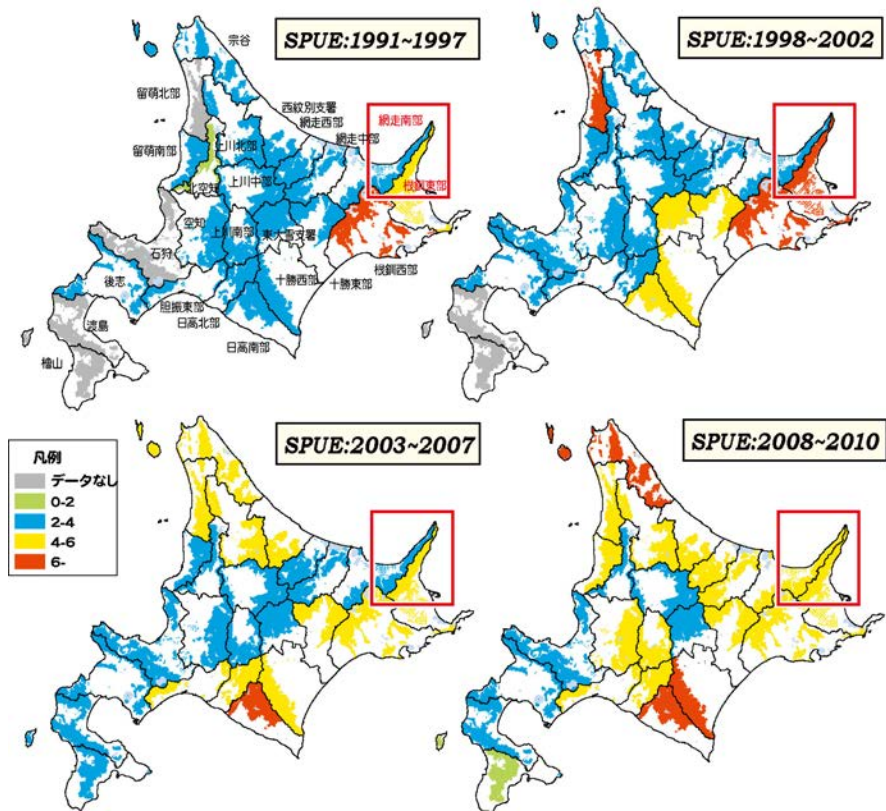 SPUE:1991~1997
宗谷
留萌北部
西紋別支署
網走西部
網走中部
網走南部
留萌南部
上川北部
北空知
上川中部
根釧東部
空知
上川南部
東大雪支署
石狩
後志
十勝西部
十勝東部
根釧西部
胆振東部
日高北部
渡島
檜山
日高南部
SPUE:1998~2002
SPUE:2003~2007
SPUE:2008~2010
凡例
データなし
0-2
2-4
4-6
6-